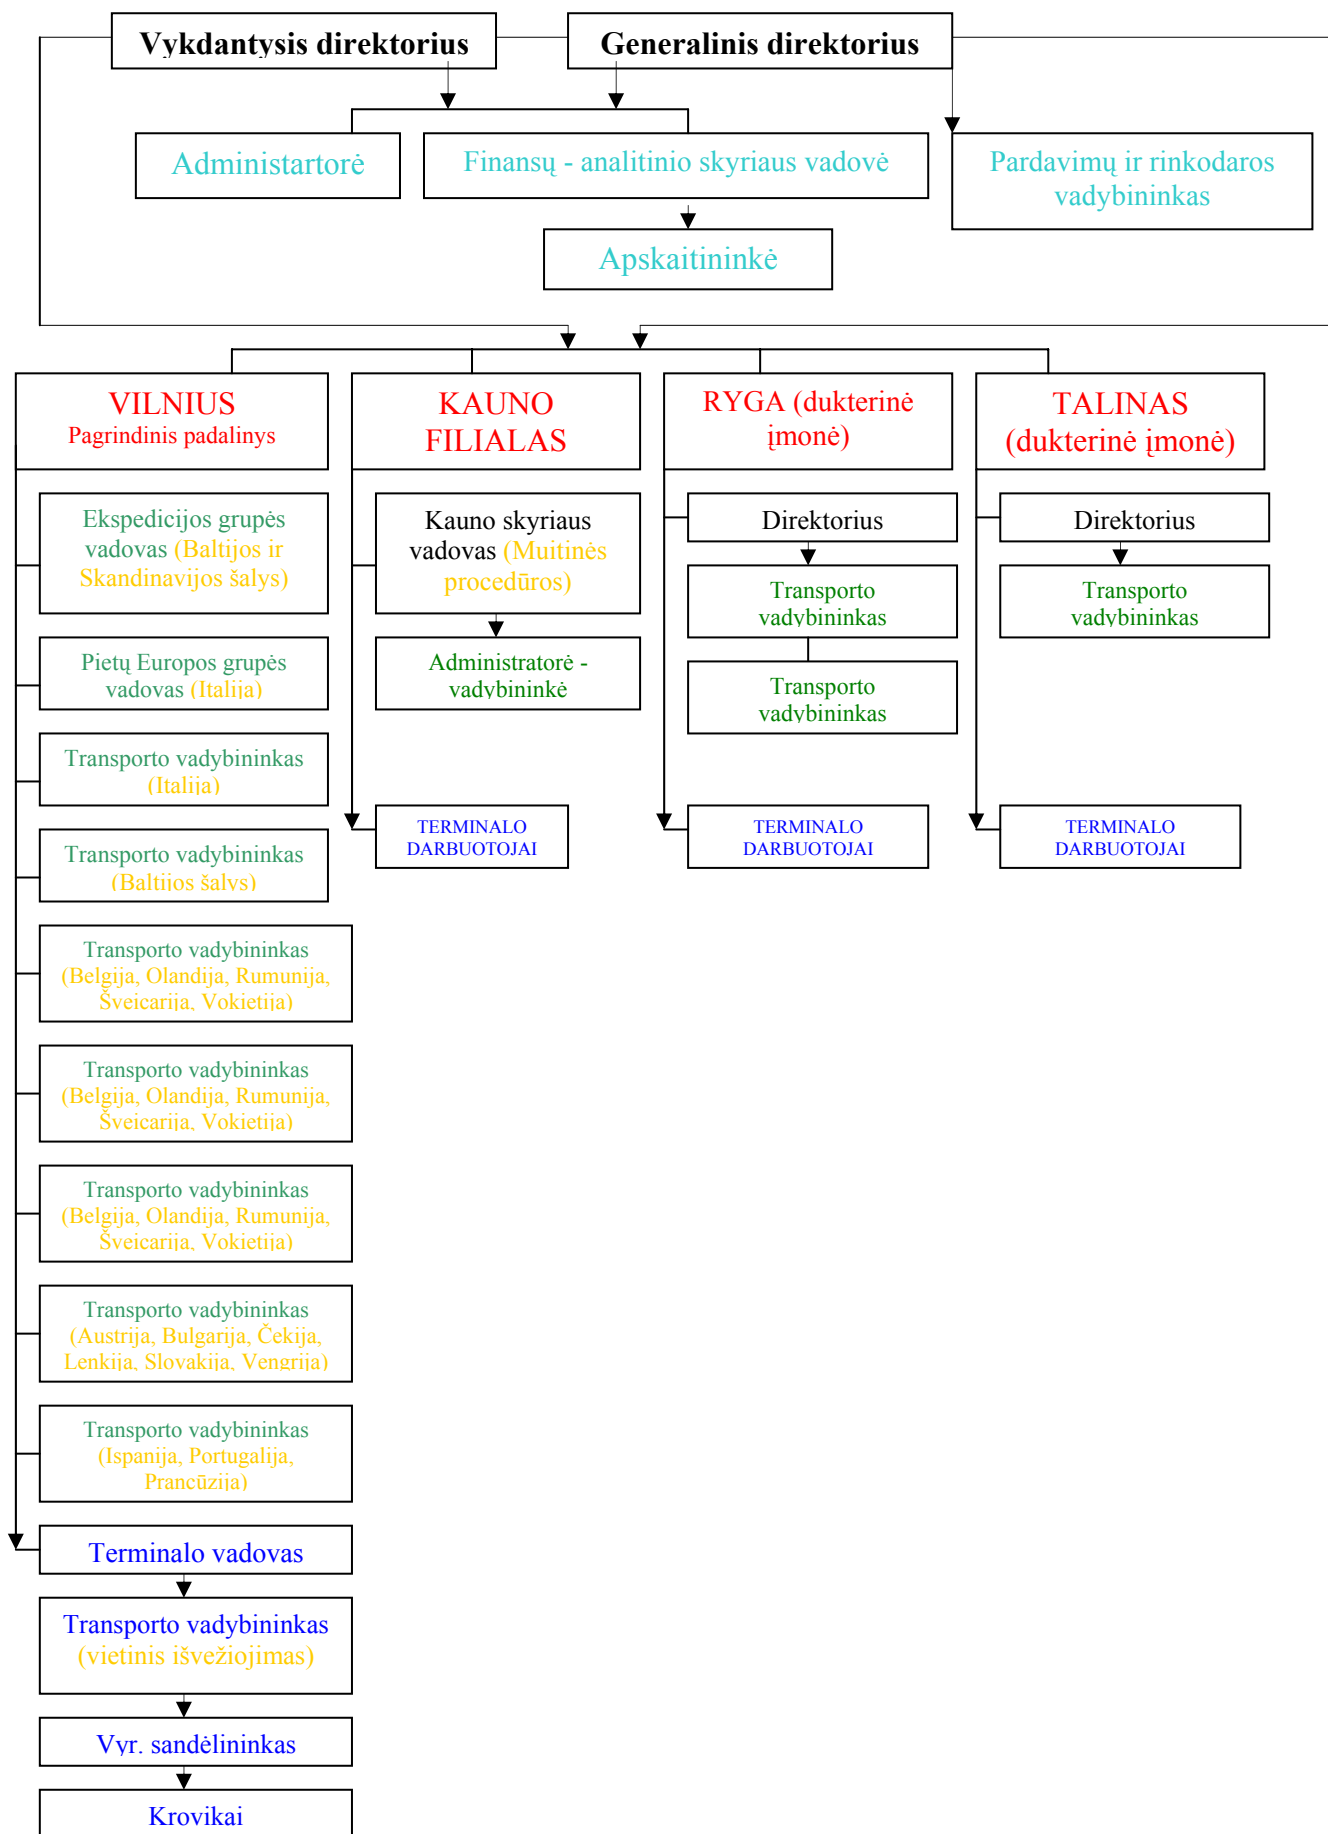 Vykdantysis direktorius
Generalinis direktorius
Administartorė
Finansų - analitinio skyriaus vadovė
Pardavimų ir rinkodaros
vadybininkas
Apskaitininkė
VILNIUS
Pagrindinis padalinys
KAUNO
FILIALAS
RYGA (dukterinė
įmonė)
TALINAS
(dukterinė įmonė)
Ekspedicijos grupės
vadovas (Baltijos ir
Skandinavijos šalys)
Pietų Europos grupės
vadovas (Italija)
Transporto vadybininkas
(Italija)
Transporto vadybininkas
(Baltijos šalys)
Transporto vadybininkas
(Belgija, Olandija, Rumunija,
Šveicarija, Vokietija)
Transporto vadybininkas
(Belgija, Olandija, Rumunija,
Šveicarija, Vokietija)
Transporto vadybininkas
(Belgija, Olandija, Rumunija,
Šveicarija, Vokietija)
Transporto vadybininkas
(Austrija, Bulgarija, Čekija,
Lenkija, Slovakija, Vengrija)
Transporto vadybininkas
(Ispanija, Portugalija,
Prancūzija)
Terminalo vadovas
Transporto vadybininkas
(vietinis išvežiojimas)
Vyr. sandėlininkas
Krovikai
Kauno skyriaus
vadovas (Muitinės
procedūros)
Administratorė -
vadybininkė
TERMINALO
DARBUOTOJAI
Direktorius
Transporto
vadybininkas
Transporto
vadybininkas
TERMINALO
DARBUOTOJAI
Direktorius
Transporto
vadybininkas
TERMINALO
DARBUOTOJAI